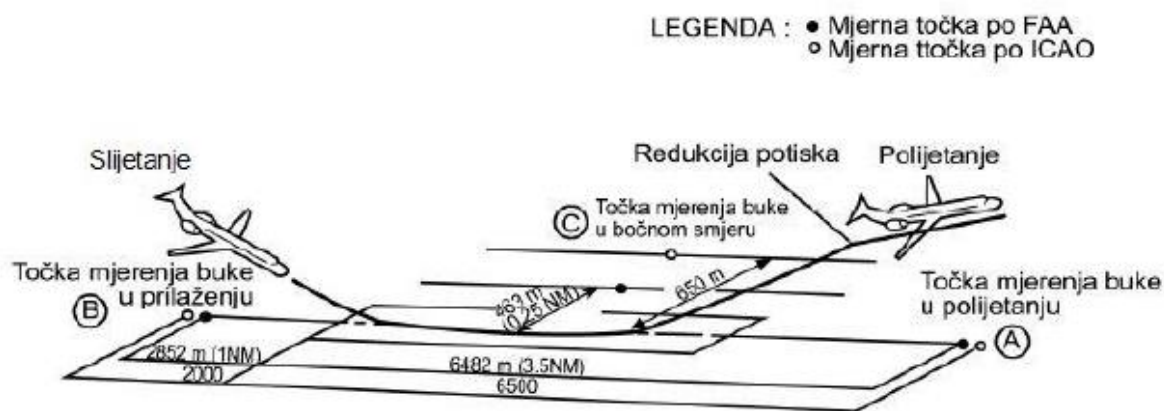 LEGENDA : ● Mjerna točka po FAA
○ Mjerna ttočka po ICAO
Slijetanje
Redukcija potiska
Polijetanje
C
Točka mjerenja buke
u bočnom smjeru
Točka mjerenja buke
u prilaženju
B
Točka mjerenja buke
u polijetanju
A
483 m
(0,25 NM)
650 m
2852 m (1NM)
2000
6482 m (3.5NM)
6500